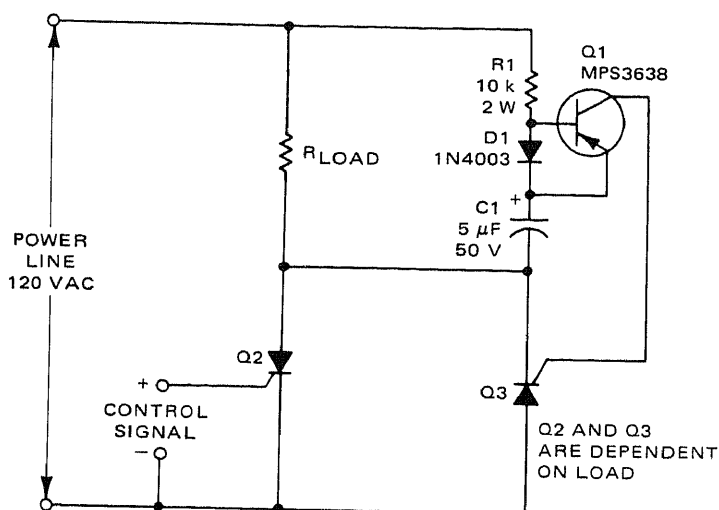 Q1
MPS3638
R1
10 k
2 W
D1
1N4003
RLOAD
+
C1
5 µF
50 V
POWER
LINE
120 VAC
Q2
+
CONTROL
SIGNAL
−
Q3
Q2 AND Q3
ARE DEPENDENT
ON LOAD